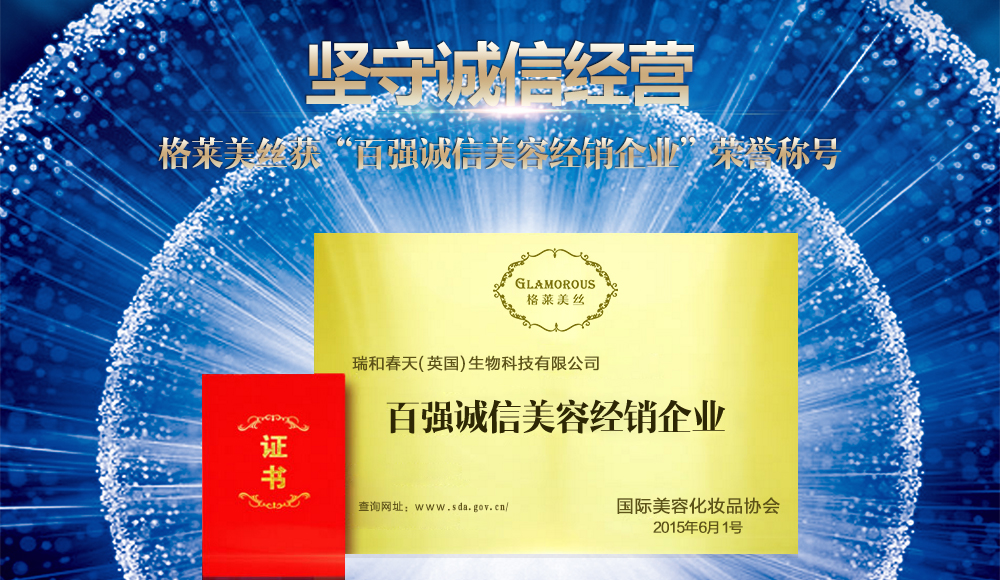 坚守诚信经营
格莱美丝获“百强诚信美容经销企业”荣誉称号
GLAMOROUS
格莱美丝
瑞和春天(英国)生物科技有限公司
百强诚信美容经销企业
证
书
查询网址：www.sda.gov.cn/
国际美容化妆品协会
2015年6月1号